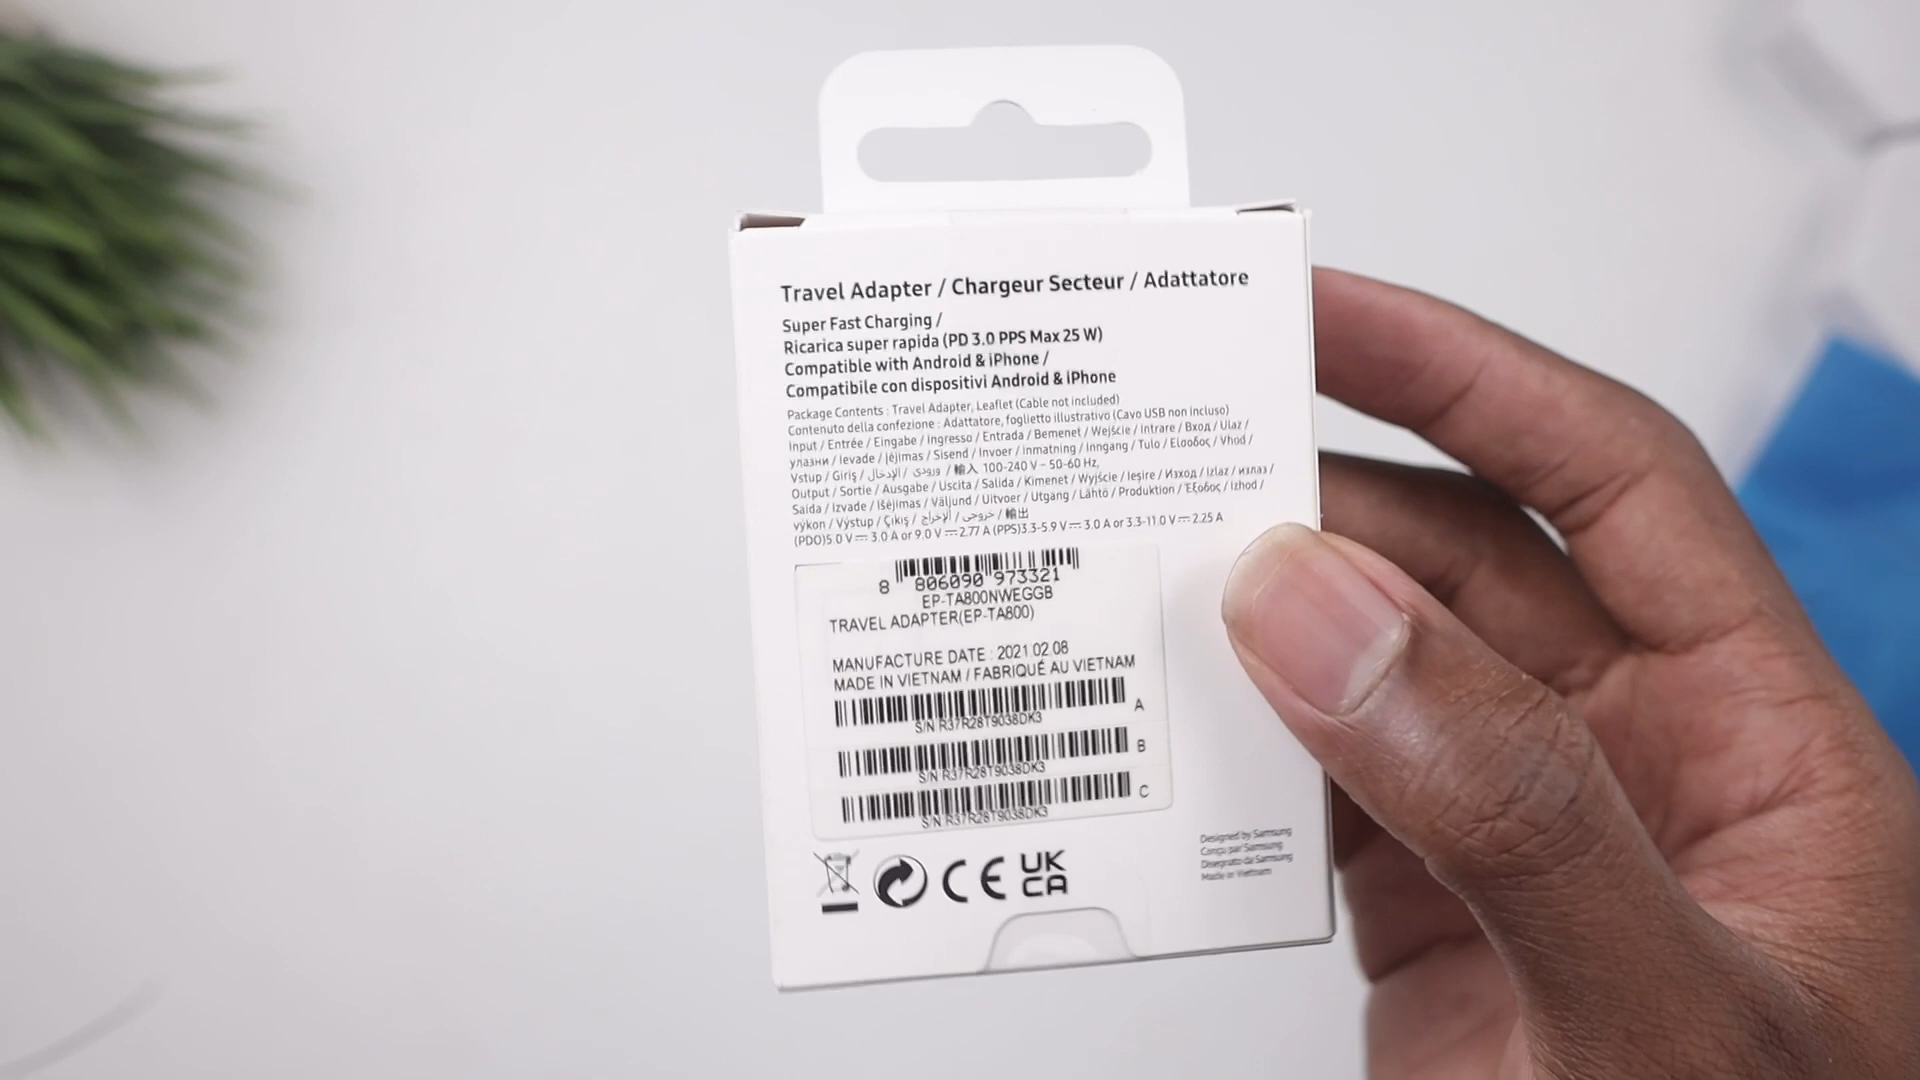 Travel Adapter / Chargeur Secteur / Adattatore
Super Fast Charging /
Ricarica super rapida (PD 3.0 PPS Max 25 W)
Compatible with Android & iPhone /
Compatibile con dispositivi Android & iPhone
Package Contents : Travel Adapter, Leaflet (Cable not included)
Contenuto della confezione : Adattatore, foglietto illustrativo (Cavo USB non incluso)
Input / Entrée / Eingabe / Ingresso / Entrada / Bemenet / Wejście / Intrare / Вход / Ulaz /
улазни / Ievade / Įėjimas / Sisend / Invoer / Inmatning / Inngang / Tulo / Είσοδος / Vhod /
Vstup / Giriş / الإدخال / ورودی / 輸入 100-240 V ~ 50-60 Hz,
Output / Sortie / Ausgabe / Uscita / Salida / Kimenet / Wyjście / Ieşire / Изход / Izlaz / излаз /
Saída / Izvade / Išėjimas / Väljund / Uitvoer / Utgang / Lähtö / Produktion / Έξοδος / Izhod /
výkon / Výstup / Çıkış / الإخراج / خروجی / 輸出
(PDO)5.0 V ⎓ 3.0 A or 9.0 V ⎓ 2.77 A (PPS)3.3-5.9 V ⎓ 3.0 A or 3.3-11.0 V ⎓ 2.25 A
8 806090 973321
EP-TA800NWEGGB
TRAVEL ADAPTER(EP-TA800)
MANUFACTURE DATE : 2021.02.08
MADE IN VIETNAM / FABRIQUÉ AU VIETNAM
A
S/N R37R28T9038DK3
B
S/N R37R28T9038DK3
C
S/N R37R28T9038DK3
CE UK
CA
Designed by Samsung
Conçu par Samsung
Disegnato da Samsung
Made in Vietnam